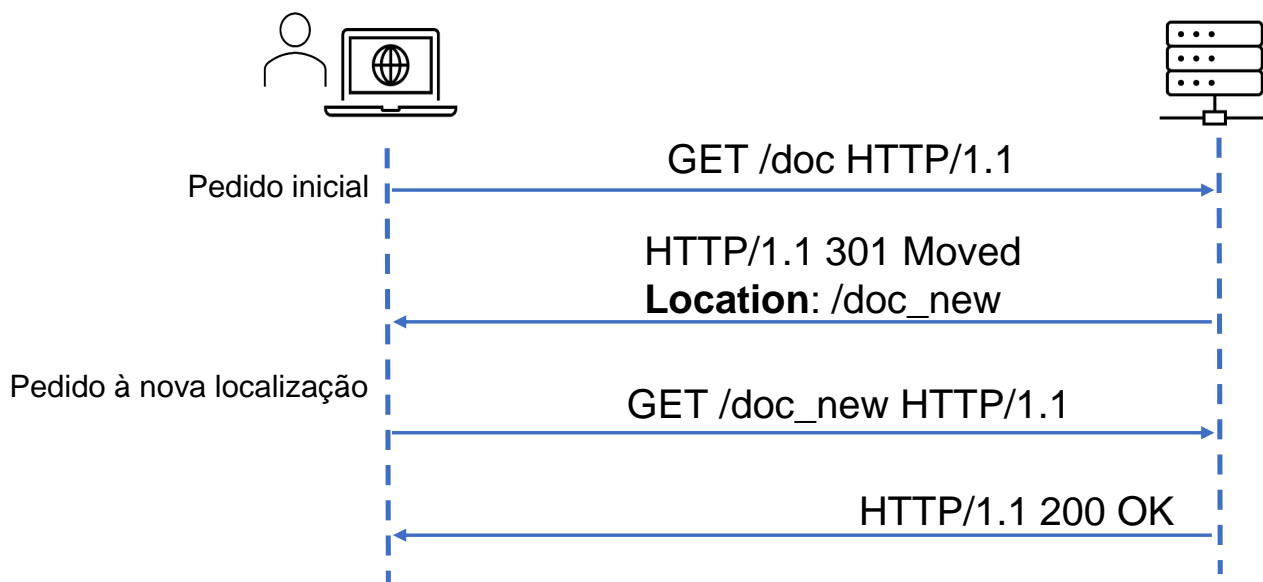 GET /doc HTTP/1.1
Pedido inicial
HTTP/1.1 301 Moved
Location: /doc_new
Pedido à nova localização
GET /doc_new HTTP/1.1
HTTP/1.1 200 OK